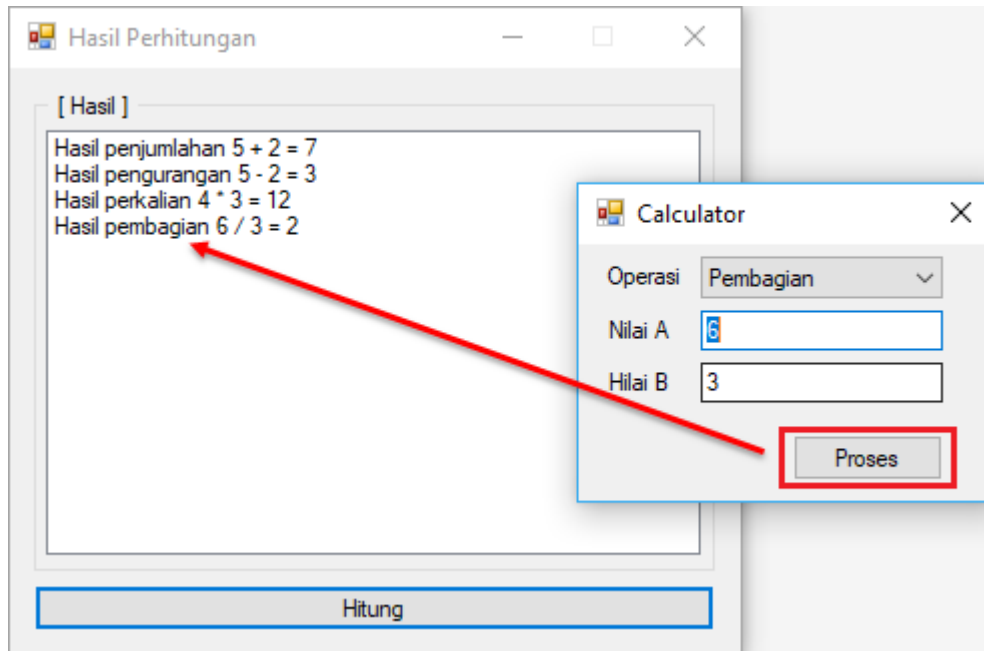 Hasil Perhitungan
[ Hasil ]
Hasil penjumlahan 5 + 2 = 7
Hasil pengurangan 5 - 2 = 3
Hasil perkalian 4 * 3 = 12
Hasil pembagian 6 / 3 = 2
Hitung
Calculator
Operasi Pembagian
Nilai A 6
Hilai B 3
Proses